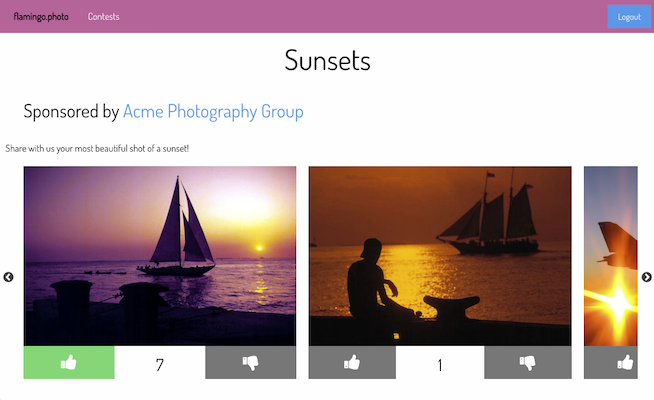 flamingo.photo Contests Logout
Sunsets
Sponsored by Acme Photography Group
Share with us your most beautiful shot of a sunset!
7 1